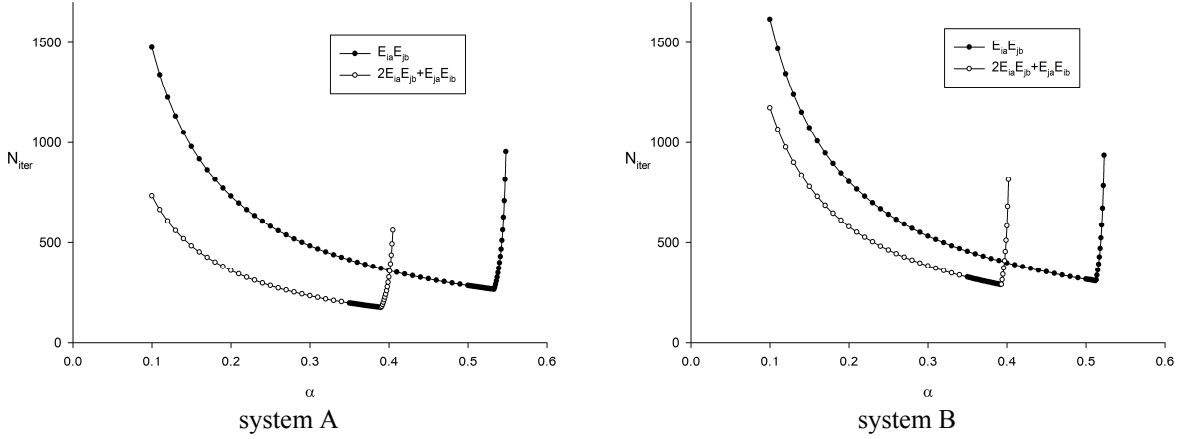 1500
1000
500
0
N_iter
E_iaE_jb
2E_iaE_jb+E_jaE_ib
0.0 0.1 0.2 0.3 0.4 0.5 0.6
α
system A
1500
1000
500
0
N_iter
E_iaE_jb
2E_iaE_jb+E_jaE_ib
0.0 0.1 0.2 0.3 0.4 0.5 0.6
α
system B